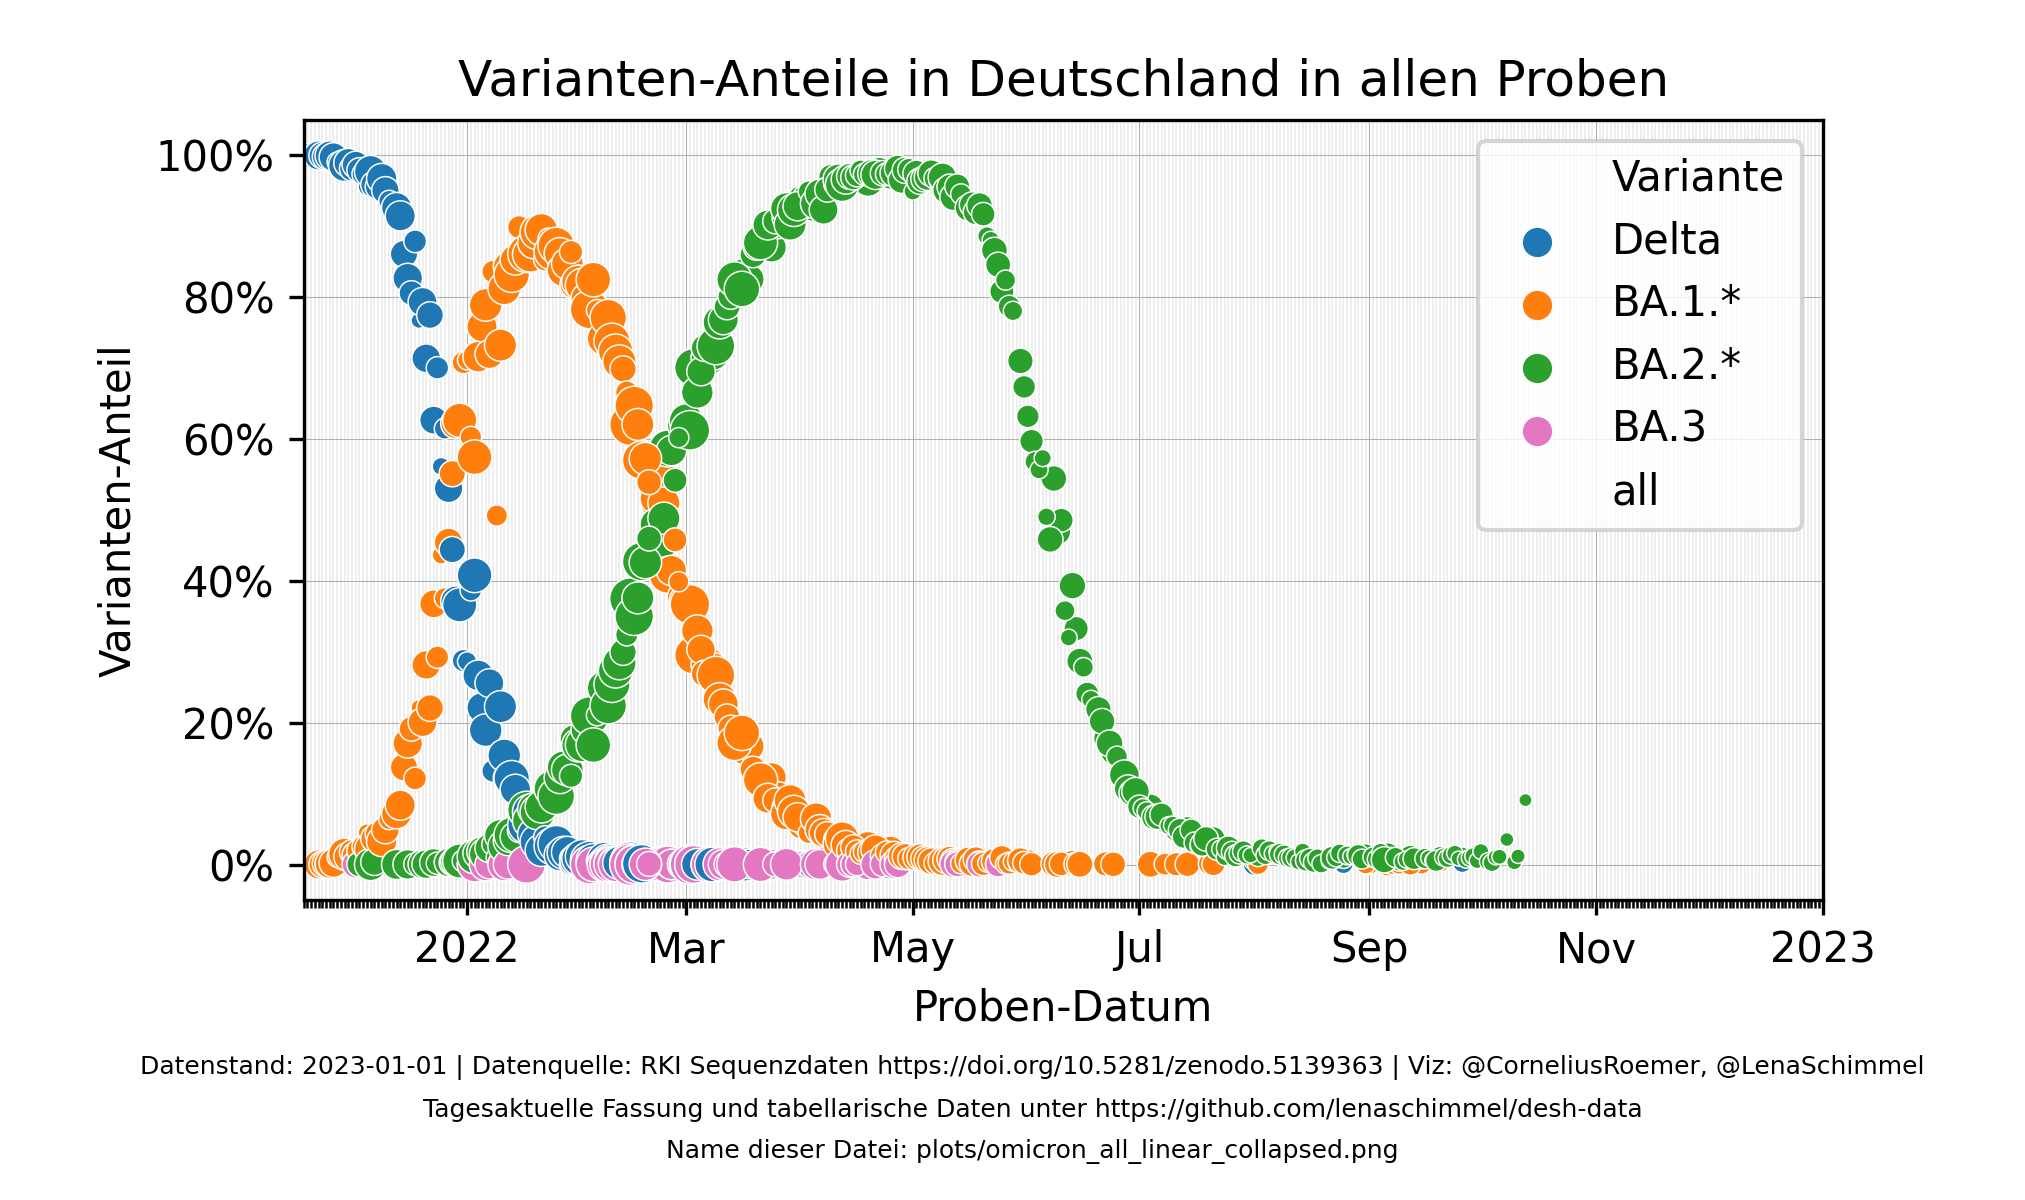 Varianten-Anteile in Deutschland in allen Proben
100%
80%
60%
40%
20%
0%
Varianten-Anteil
Variante
Delta
BA.1.*
BA.2.*
BA.3
all
2022
Mar
May
Jul
Sep
Nov
2023
Proben-Datum
Datenstand: 2023-01-01 | Datenquelle: RKI Sequenzdaten https://doi.org/10.5281/zenodo.5139363 | Viz: @CorneliusRoemer, @LenaSchimmel
Tagesaktuelle Fassung und tabellarische Daten unter https://github.com/lenaschimmel/desh-data
Name dieser Datei: plots/omicron_all_linear_collapsed.png